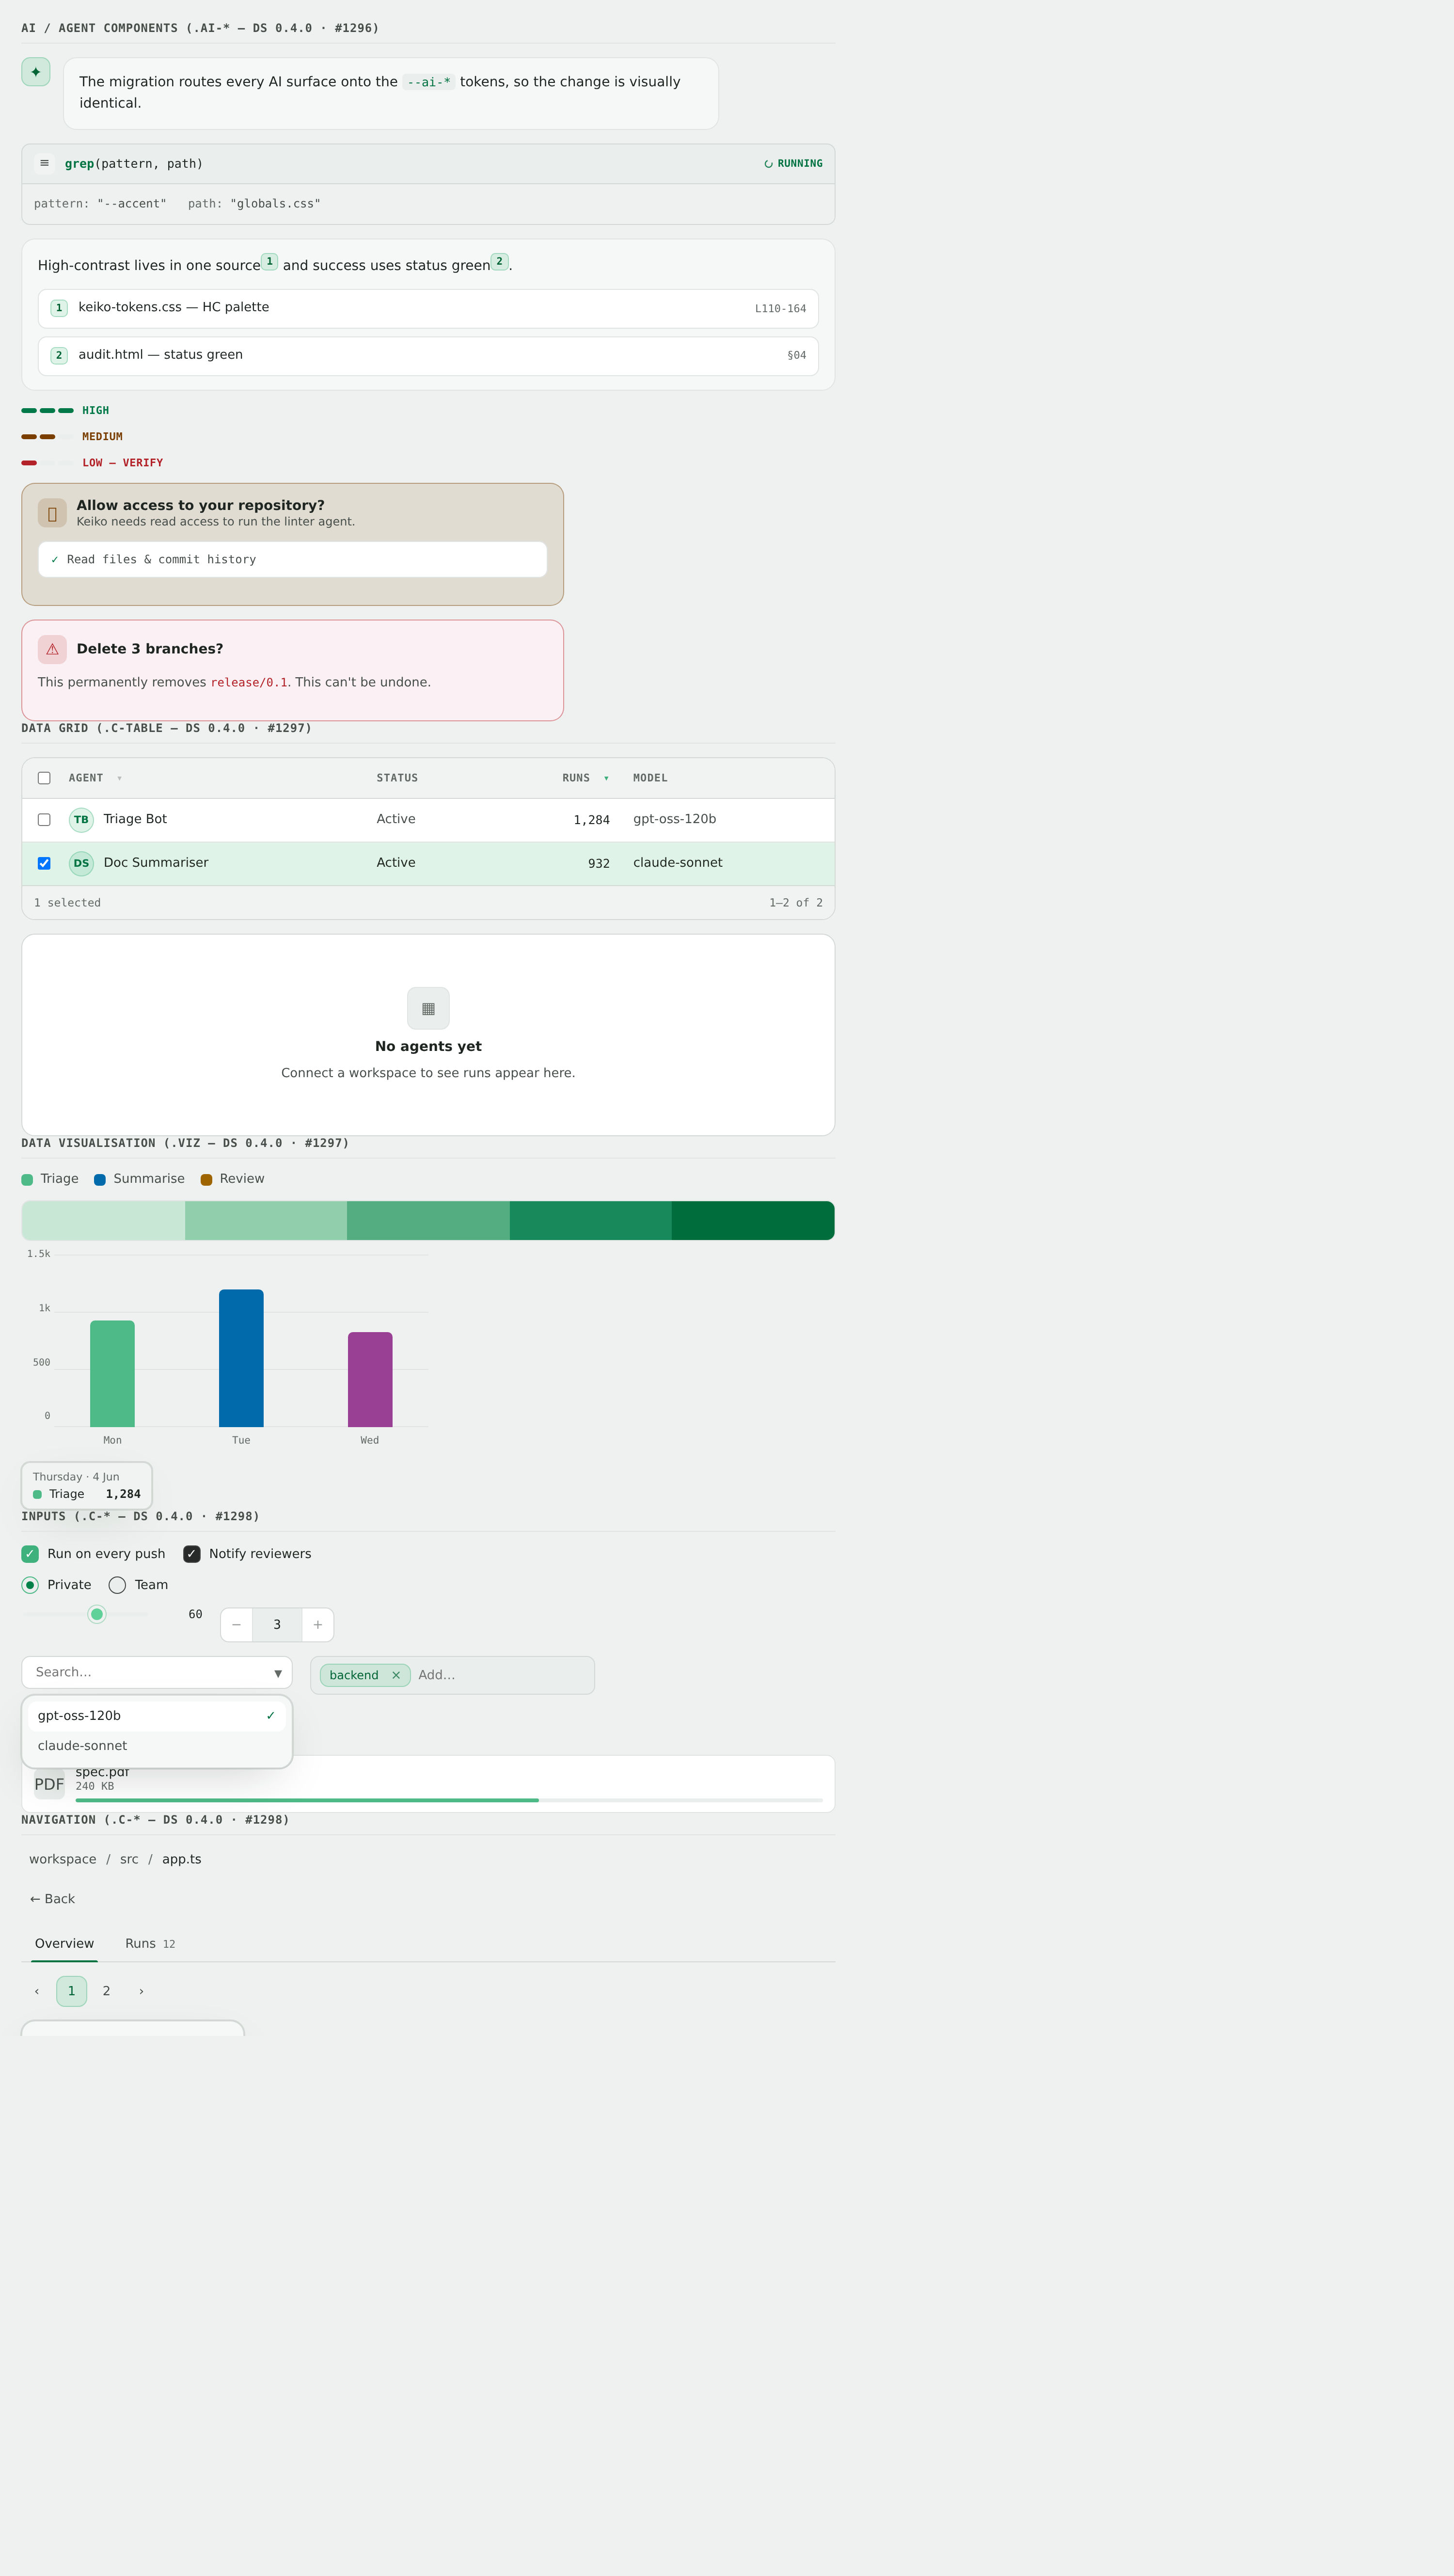 AI / AGENT COMPONENTS (.AI-* — DS 0.4.0 · #1296)
✦
The migration routes every AI surface onto the --ai-* tokens, so the change is visually
identical.
≡ grep(pattern, path) RUNNING
pattern: "--accent" path: "globals.css"
High-contrast lives in one source 1 and success uses status green 2.
1 keiko-tokens.css — HC palette L110-164
2 audit.html — status green §04
HIGH
MEDIUM
LOW — VERIFY
Allow access to your repository?
Keiko needs read access to run the linter agent.
✓ Read files & commit history
⚠ Delete 3 branches?
This permanently removes release/0.1. This can't be undone.
DATA GRID (.C-TABLE — DS 0.4.0 · #1297)
AGENT ▾ STATUS RUNS ▾ MODEL
TB Triage Bot Active 1,284 gpt-oss-120b
DS Doc Summariser Active 932 claude-sonnet
1 selected 1–2 of 2
▦
No agents yet
Connect a workspace to see runs appear here.
DATA VISUALISATION (.VIZ — DS 0.4.0 · #1297)
Triage Summarise Review
1.5k
1k
500
0
Mon Tue Wed
Thursday · 4 Jun
Triage 1,284
INPUTS (.C-* — DS 0.4.0 · #1298)
✓ Run on every push ✓ Notify reviewers
Private Team
60 − 3 +
Search… ▾ backend ✕ Add…
gpt-oss-120b ✓
claude-sonnet
spec.pdf
PDF
240 KB
NAVIGATION (.C-* — DS 0.4.0 · #1298)
workspace / src / app.ts
← Back
Overview Runs 12
‹ 1 2 ›